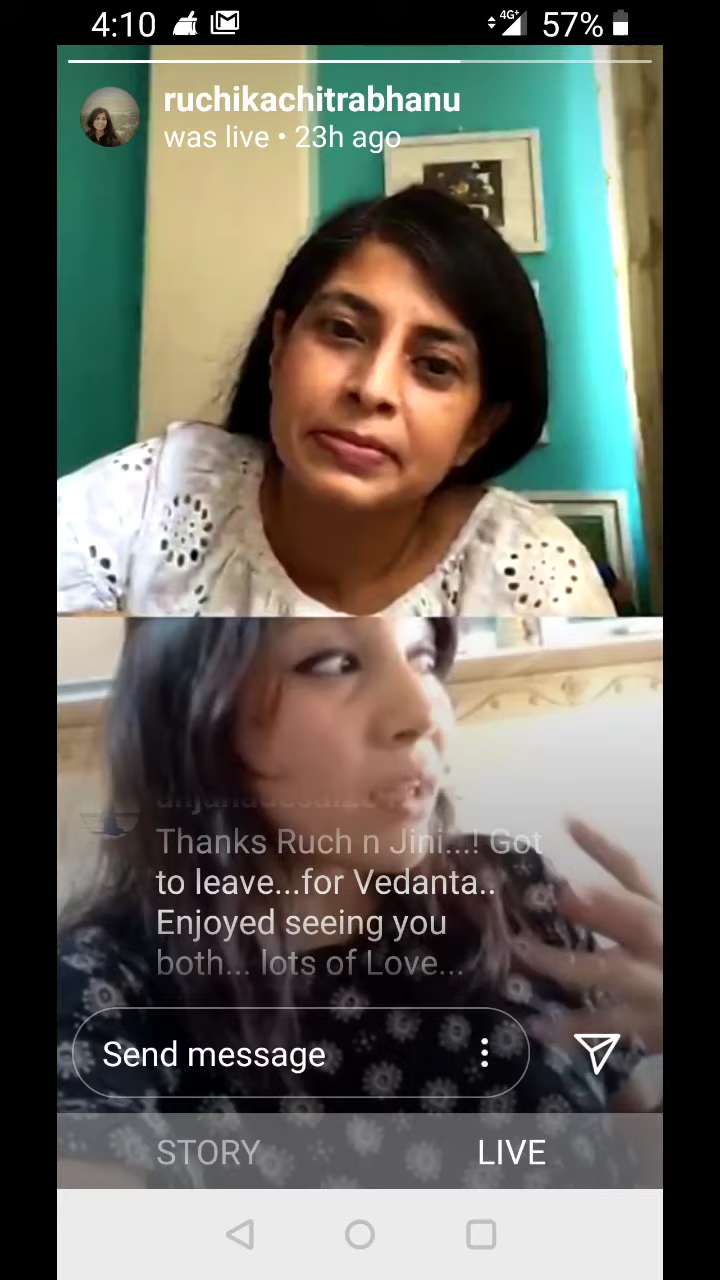 4:10
4G+
57%
ruchikachitrabhanu
was live • 23h ago
Thanks Ruch n Jini...! Got
to leave...for Vedanta..
Enjoyed seeing you
both... lots of Love...
Send message
STORY
LIVE